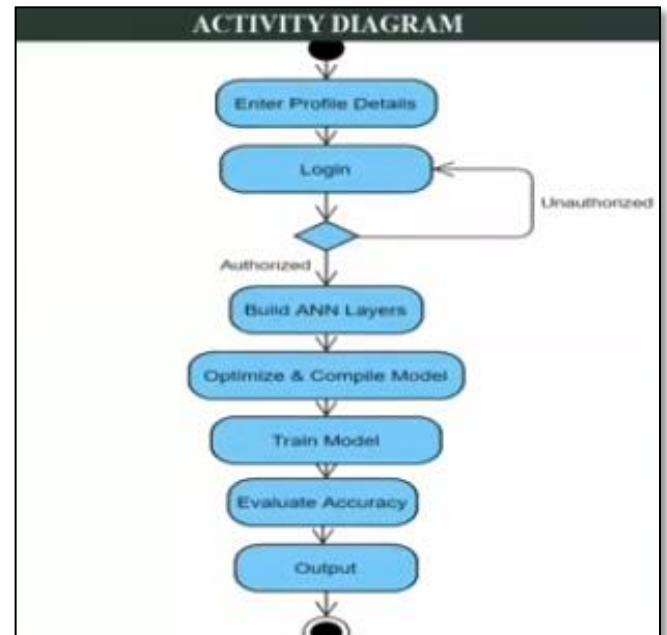 ACTIVITY DIAGRAM
Enter Profile Details
Login
Unauthorized
Authorized
Build ANN Layers
Optimize & Compile Model
Train Model
Evaluate Accuracy
Output